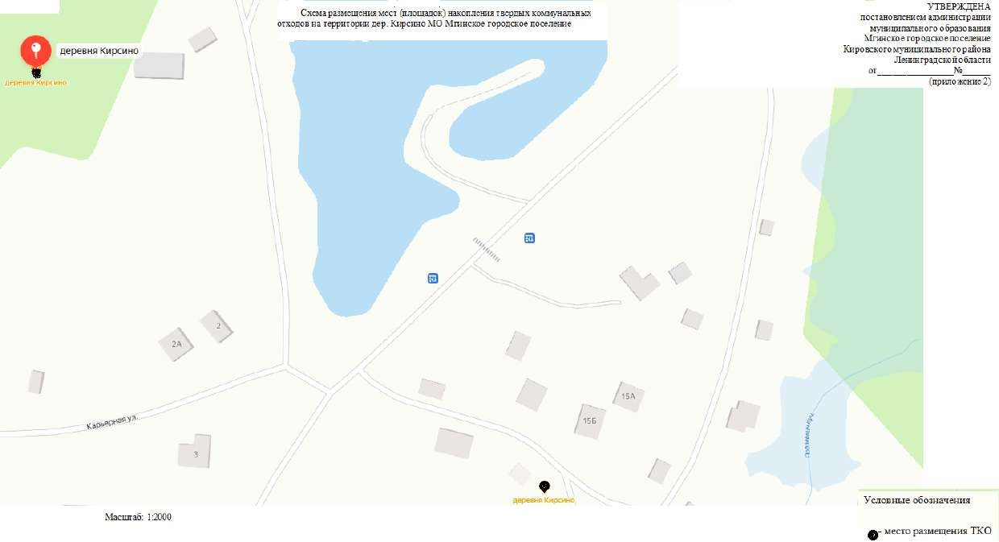 Схема размещения мест (площадок) накопления твердых коммунальных
отходов на территории дер. Кирсино МО Мгинское городское поселение
УТВЕРЖДЕНА
постановлением администрации
муниципального образования
Мгинское городское поселение
Кировского муниципального района
Ленинградской области
от________________№______
(приложение 2)
деревня Кирсино
деревня Кирсино
2
2А
15А
15Б
Карьерная ул.
3
деревня Кирсино
Масштаб: 1:2000
Условные обозначения
- место размещения ТКО